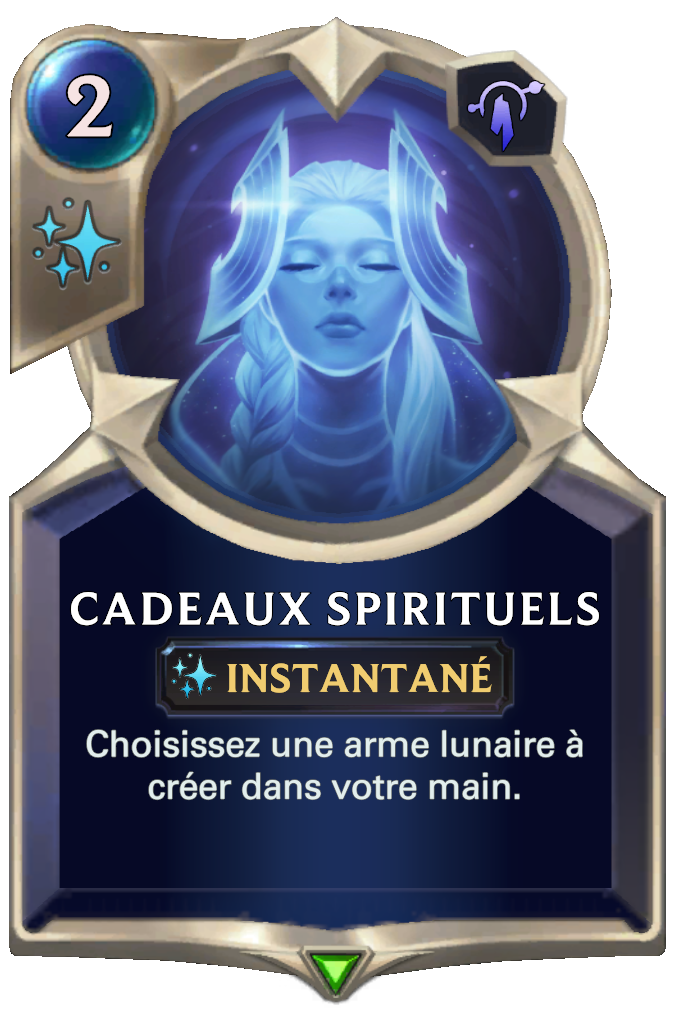 2
CADEAUX SPIRITUELS
INSTANTANÉ
Choisissez une arme lunaire à
créer dans votre main.